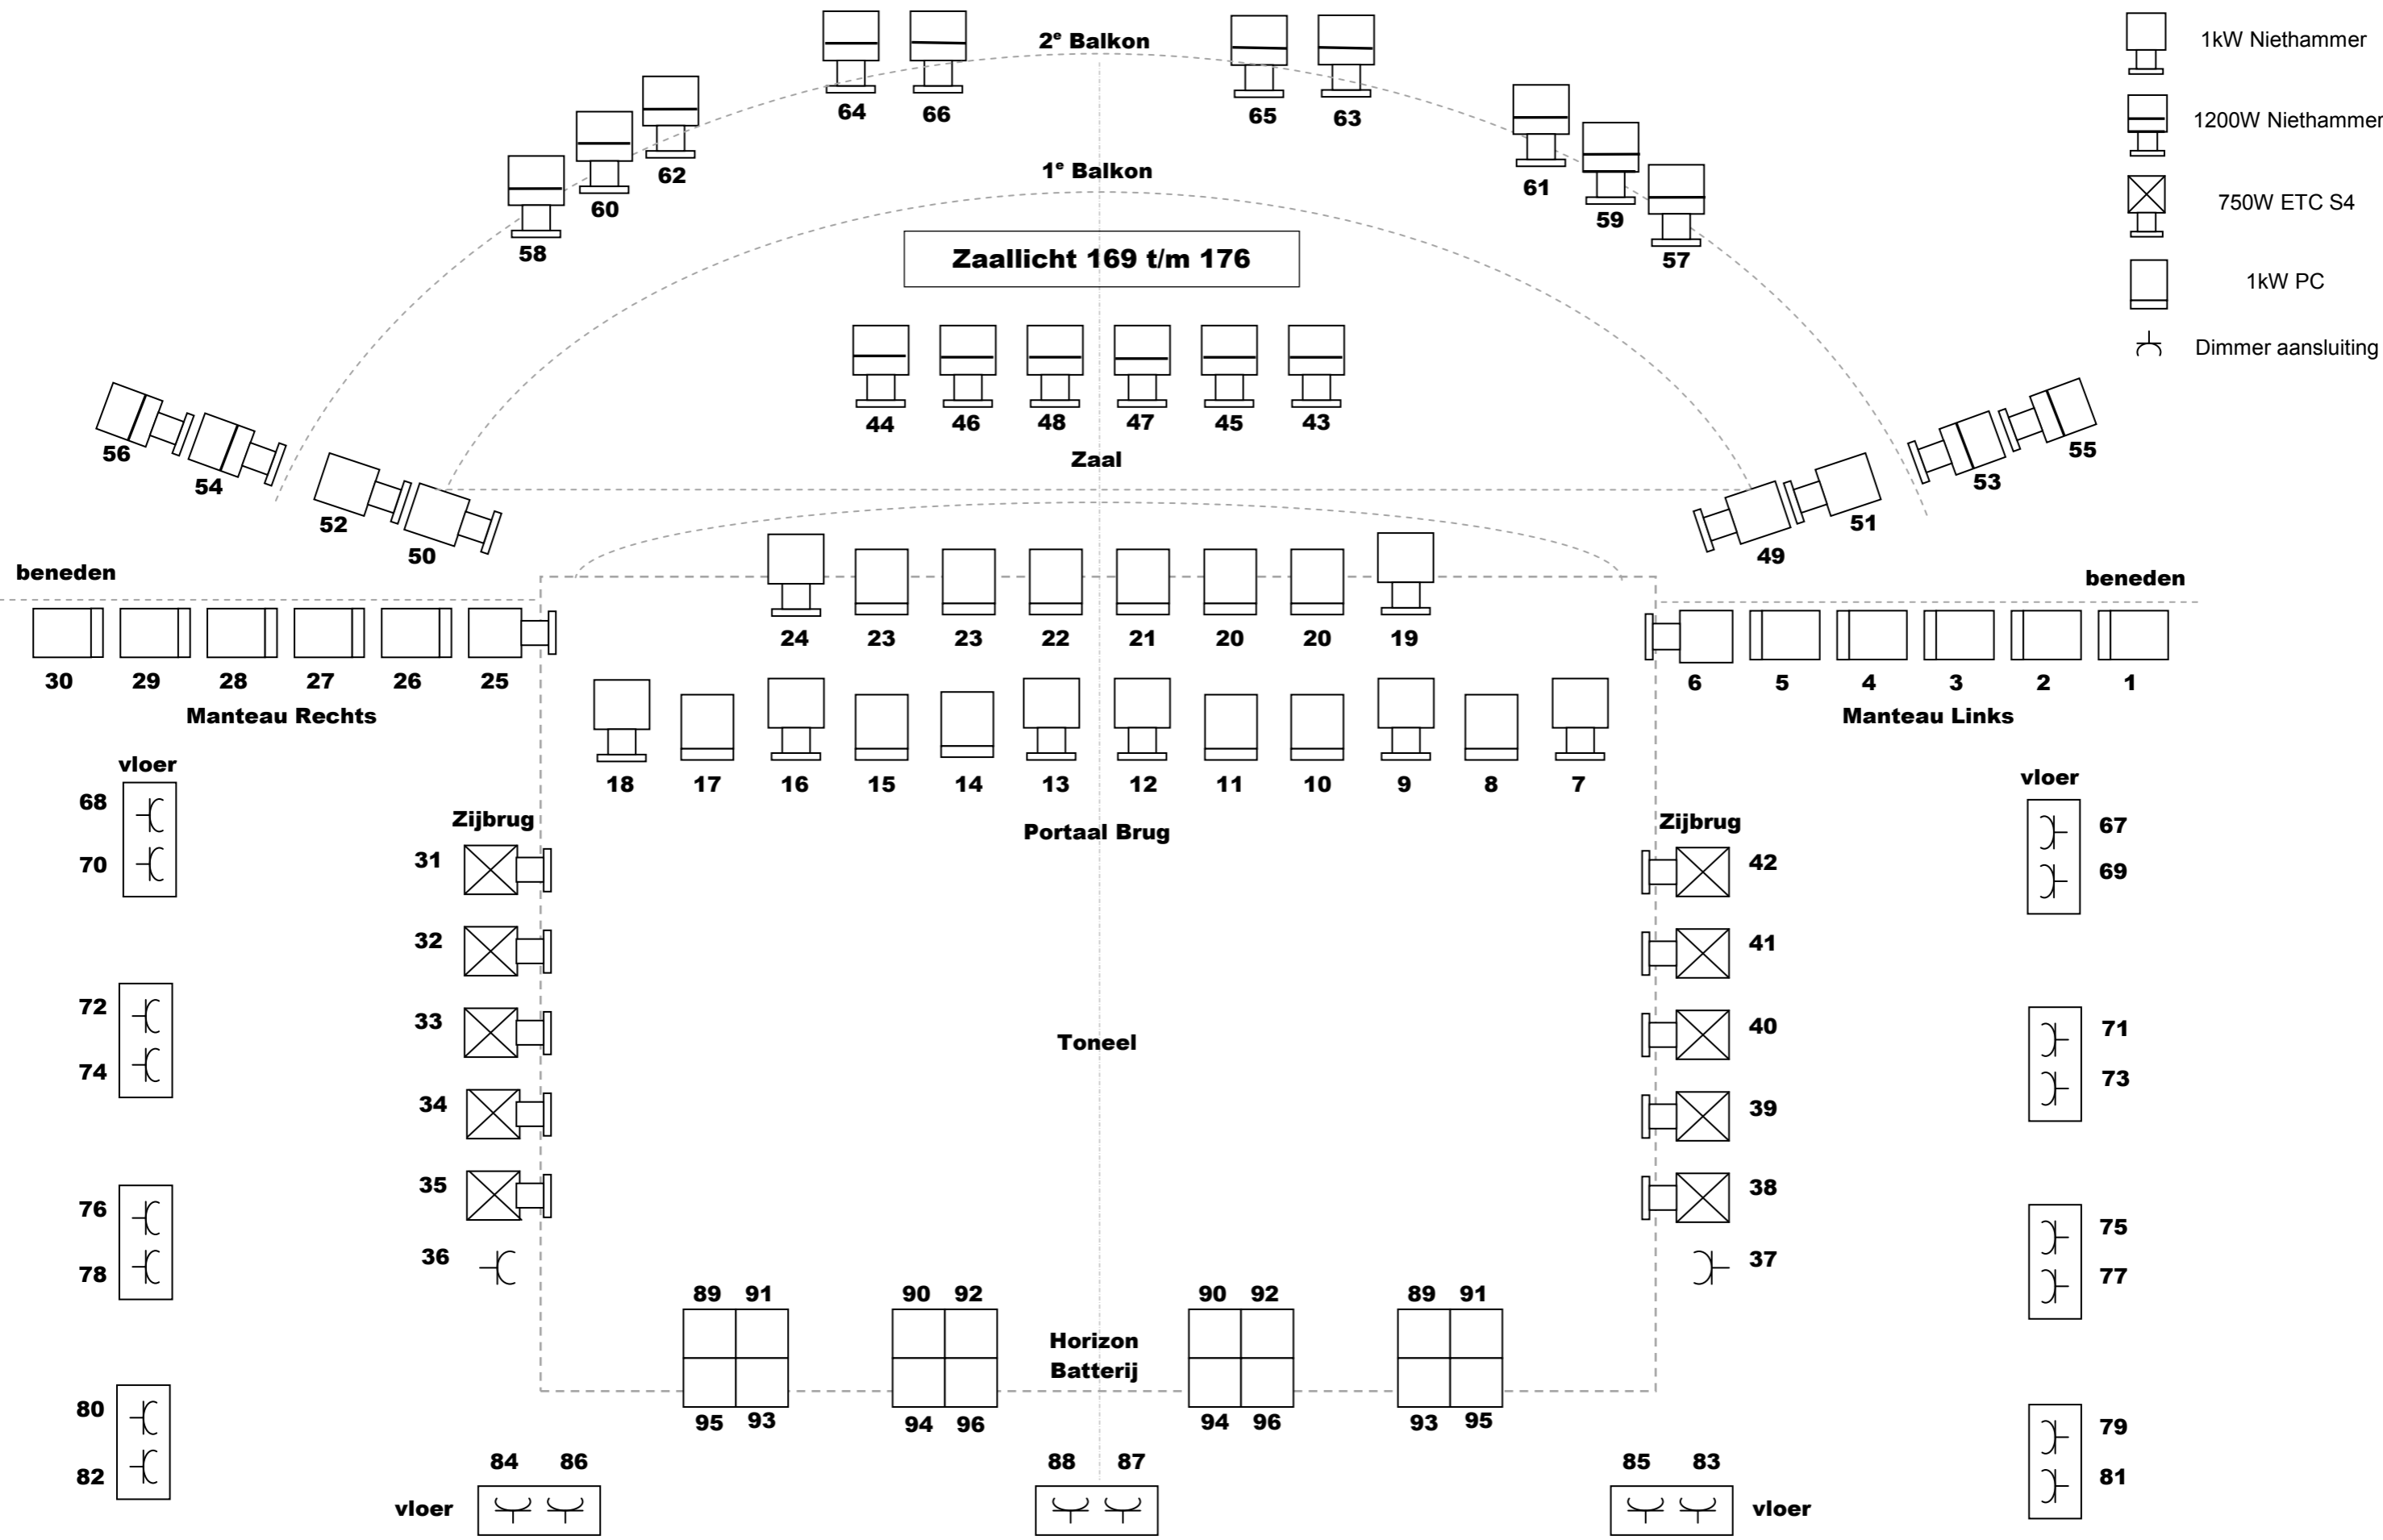 2e Balkon
64 66 65 63
62 61
60 59
58 57
1e Balkon
Zaallicht 169 t/m 176
1kW Niethammer
1200W Niethammer
750W ETC S4
1kW PC
Dimmer aansluiting
44 46 48 47 45 43
Zaal
56 54 52 50
49 51 53 55
beneden
beneden
24 23 23 22 21 20 20 19
30 29 28 27 26 25
Manteau Rechts
6 5 4 3 2 1
Manteau Links
18 17 16 15 14 13 12 11 10 9 8 7
Portaal Brug
vloer
68
70
72
74
76
78
80
82
Zijbrug
31
32
33
34
35
36
Toneel
Zijbrug
42
41
40
39
38
37
vloer
67
69
71
73
75
77
79
81
89 91 90 92 90 92 89 91
Horizon
Batterij
95 93 94 96 94 96 93 95
84 86 88 87 85 83
vloer
vloer